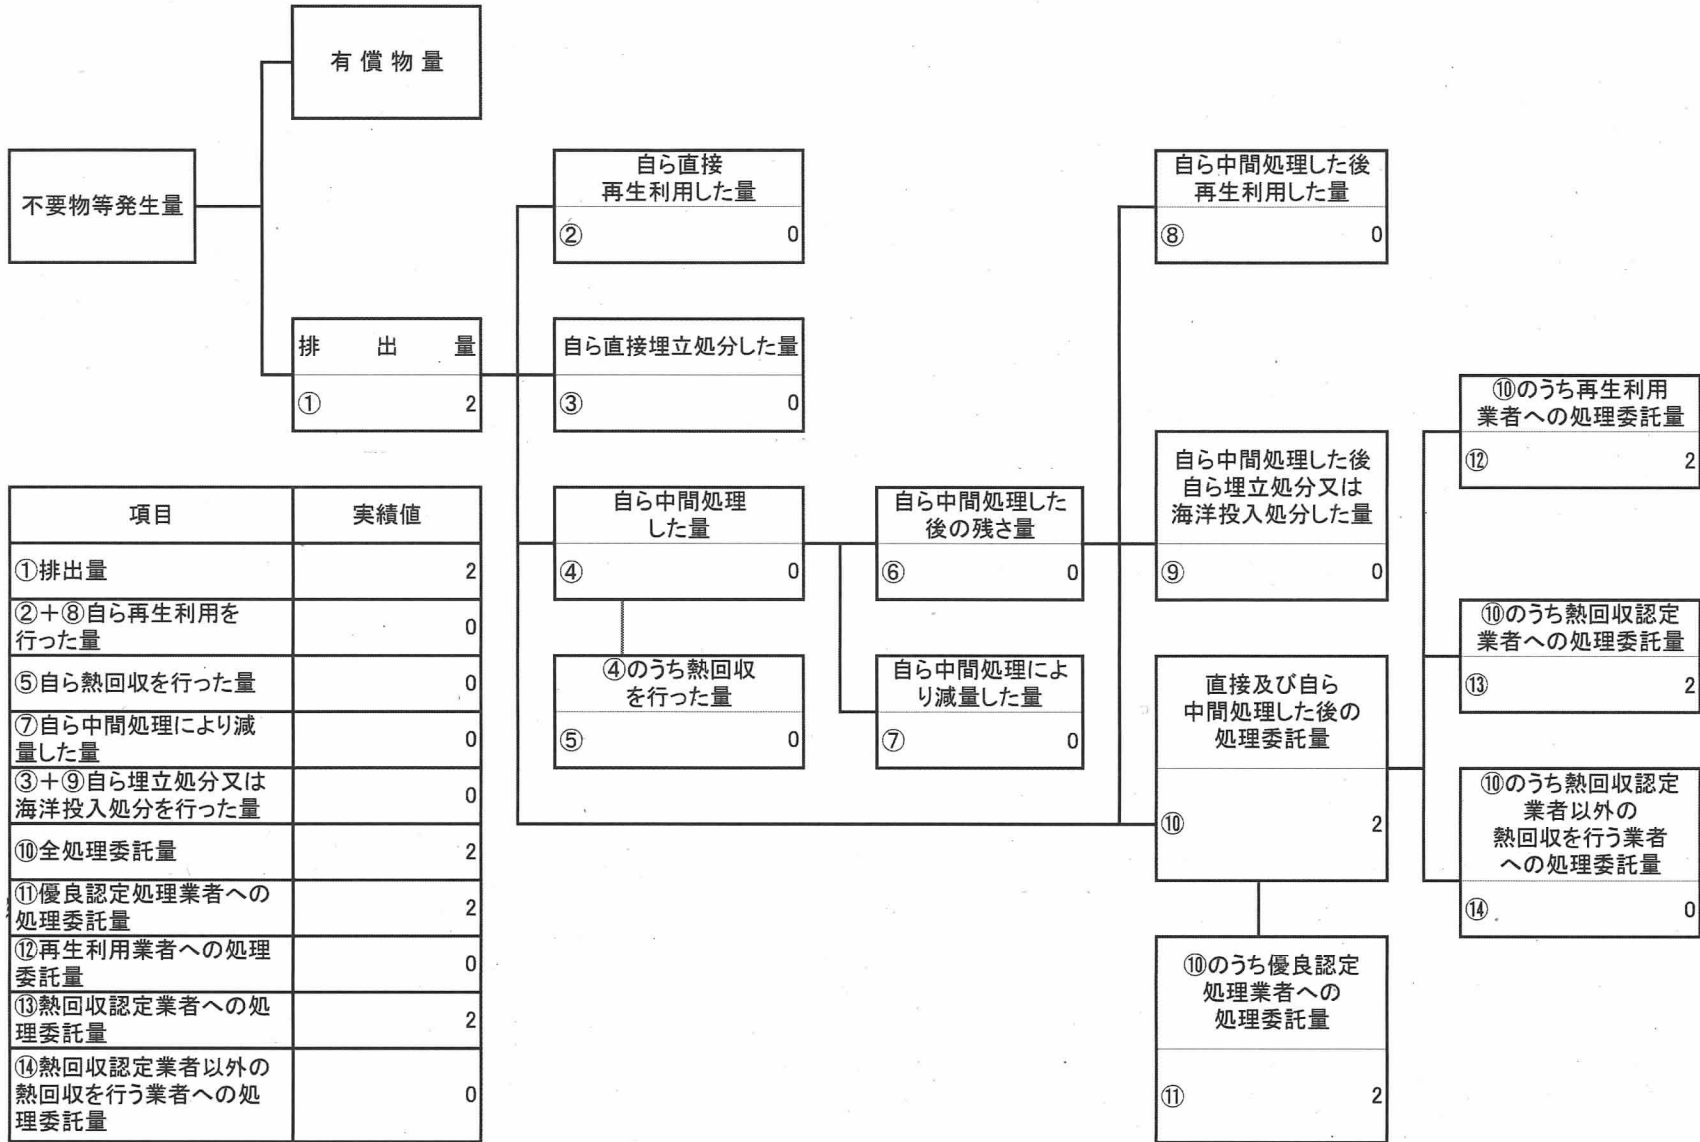 有 償 物 量
不要物等発生量
排 出 量
① 2
自ら直接
再生利用した量
② 0
自ら直接埋立処分した量
③ 0
自ら中間処理
した量
④ 0
④のうち熱回収
を行った量
⑤ 0
自ら中間処理した
後の残さ量
⑥ 0
自ら中間処理によ
り減量した量
⑦ 0
自ら中間処理した後
再生利用した量
⑧ 0
自ら中間処理した後
自ら埋立処分又は
海洋投入処分した量
⑨ 0
直接及び自ら
中間処理した後の
処理委託量
⑩ 2
⑩のうち優良認定
処理業者への
処理委託量
⑪ 2
⑩のうち再生利用
業者への処理委託量
⑫ 2
⑩のうち熱回収認定
業者への処理委託量
⑬ 2
⑩のうち熱回収認定
業者以外の
熱回収を行う業者
への処理委託量
⑭ 0
項目 実績値
①排出量 2
②＋⑧自ら再生利用を
行った量 0
⑤自ら熱回収を行った量 0
⑦自ら中間処理により減
量した量 0
③＋⑨自ら埋立処分又は
海洋投入処分を行った量 0
⑩全処理委託量 2
⑪優良認定処理業者への
処理委託量 2
⑫再生利用業者への処理
委託量 0
⑬熱回収認定業者への処
理委託量 2
⑭熱回収認定業者以外の
熱回収を行う業者への処
理委託量 0